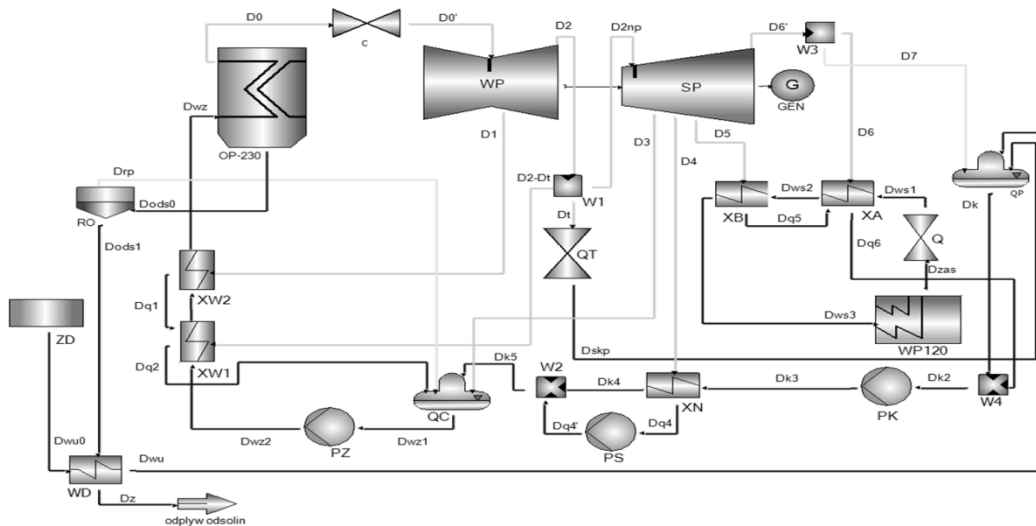 D0
D0'
D2
D2np
D6'
W3
D7
C
WP
SP
G
GEN
Dwz
OP-230
D1
D3
D4
D5
D6
Drp
D2-Dt
W1
XB
Dws2
XA
Dws1
Dk
QP
RO
Dods0
Dt
Dq5
Dq6
Q
Dods1
QT
Dzas
XW2
Dq1
Dws3
ZD
WP120
Dq2
XW1
Dskp
Dk5
W2
Dk4
Dk3
Dk2
W4
QC
XN
PK
Dwz2
PZ
Dwz1
Dq4'
PS
Dq4
Dwu0
Dwu
WD
Dz
odplyw odsolin